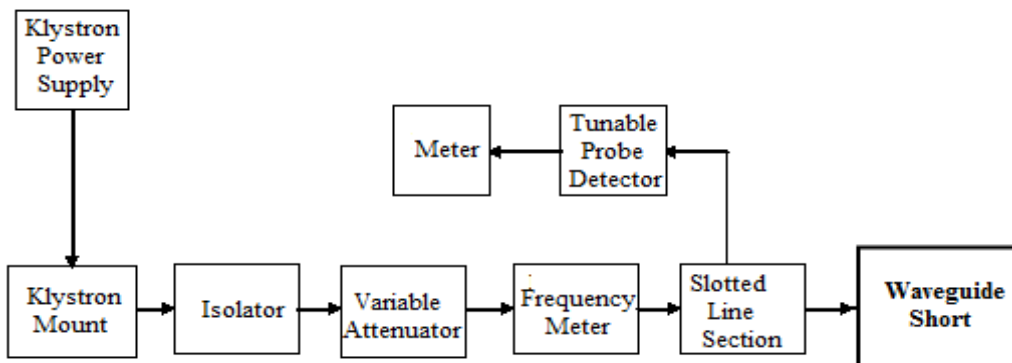 Klystron
Power
Supply
Meter
Tunable
Probe
Detector
Klystron
Mount
Isolator
Variable
Attenuator
Frequency
Meter
Slotted
Line
Section
Waveguide
Short